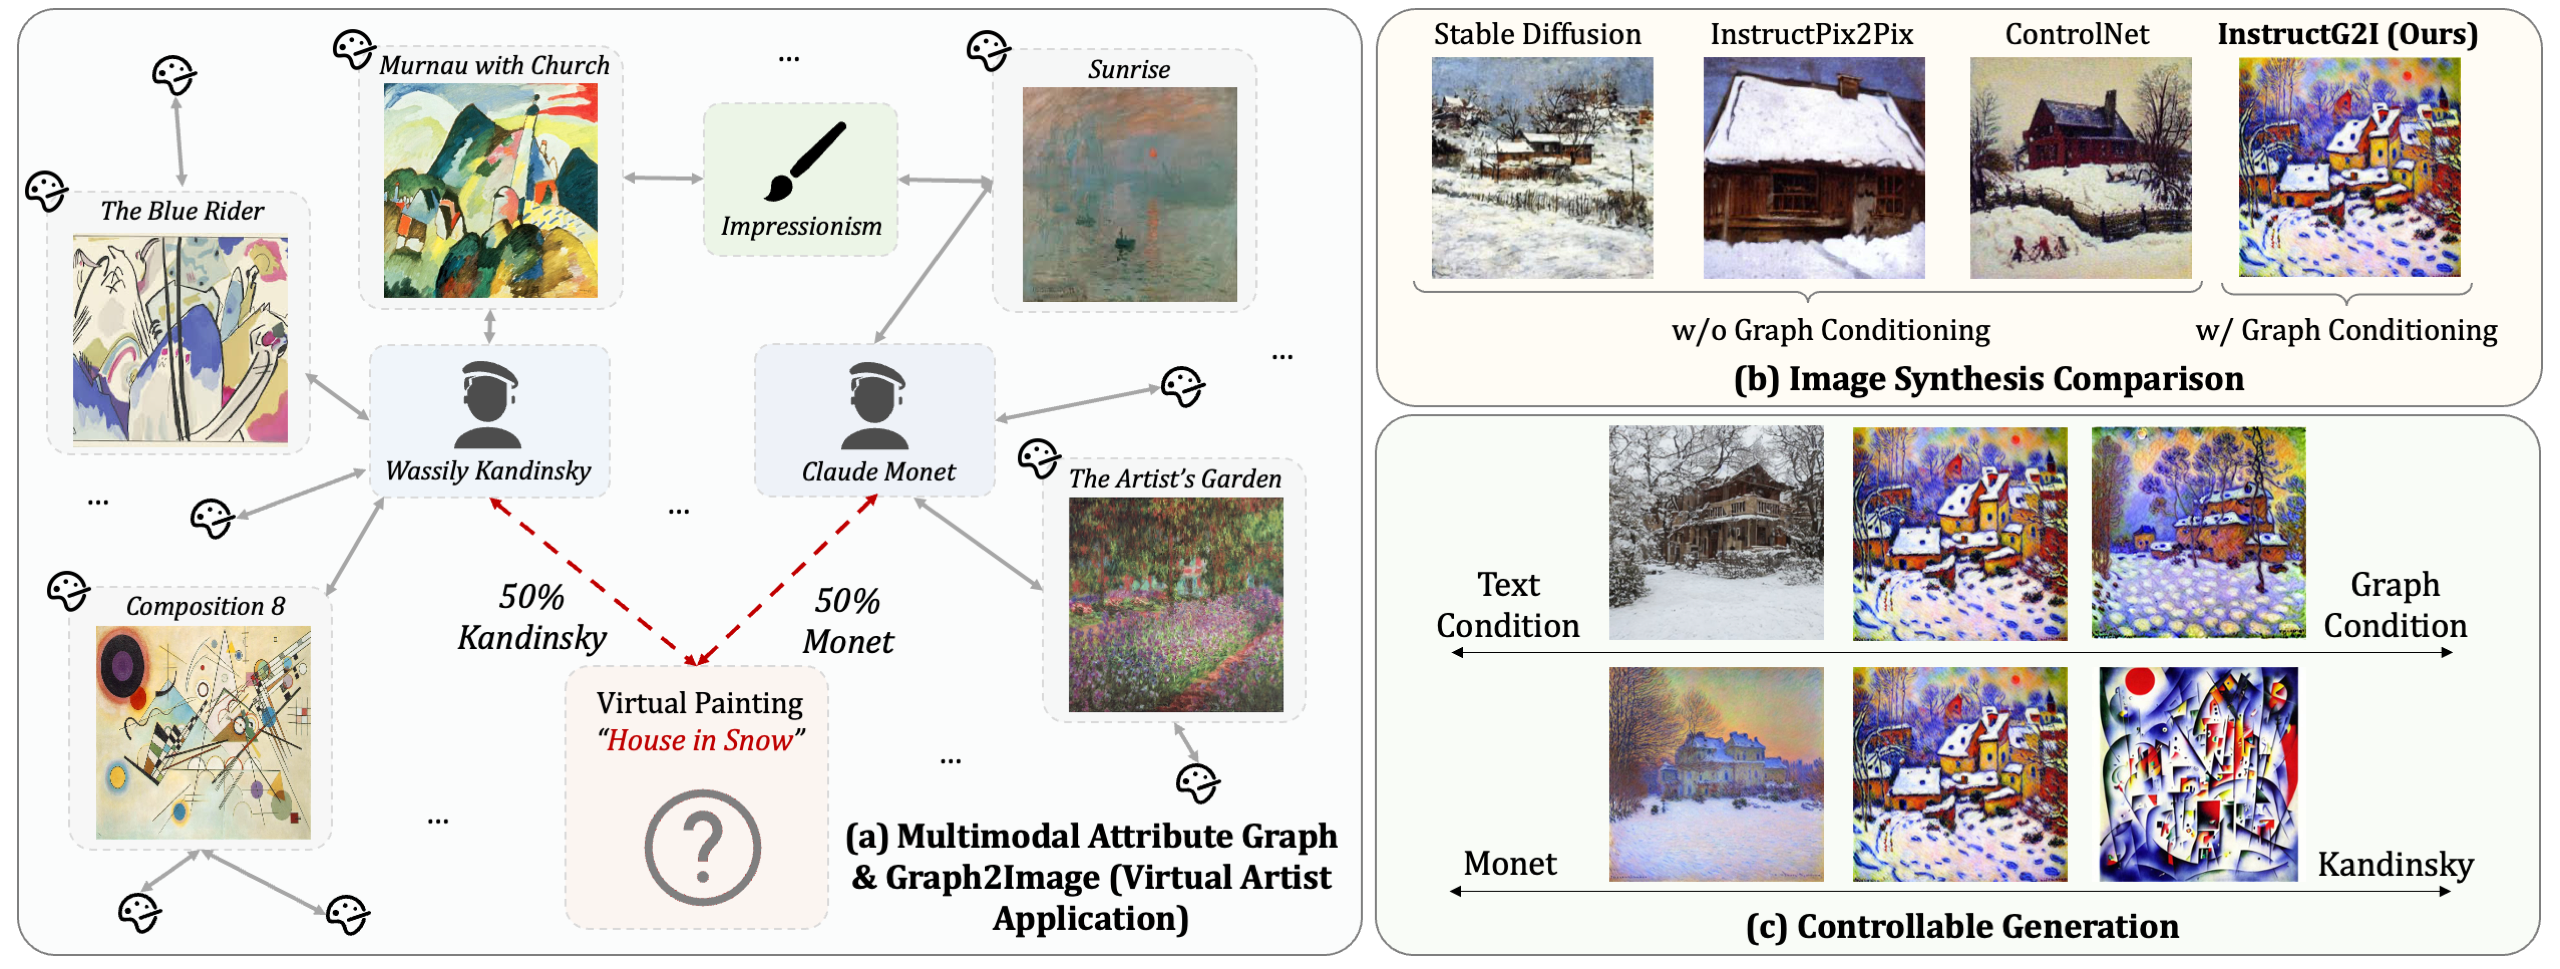 Murnau with Church
...
Sunrise
The Blue Rider
Impressionism
Wassily Kandinsky
Claude Monet
...
...
...
The Artist’s Garden
Composition 8
50%
Kandinsky
50%
Monet
Virtual Painting
“House in Snow”
?
...
...
(a) Multimodal Attribute Graph
& Graph2Image (Virtual Artist
Application)
Stable Diffusion
InstructPix2Pix
ControlNet
InstructG2I (Ours)
w/o Graph Conditioning
w/ Graph Conditioning
(b) Image Synthesis Comparison
Text
Condition
Graph
Condition
Monet
Kandinsky
(c) Controllable Generation